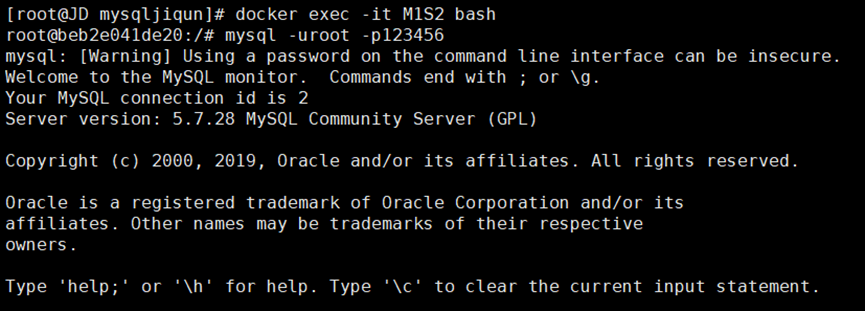 [root@JD mysqljiqun]# docker exec -it M1S2 bash
root@beb2e041de20:/# mysql -uroot -p123456
mysql: [Warning] Using a password on the command line interface can be insecure.
Welcome to the MySQL monitor.  Commands end with ; or \g.
Your MySQL connection id is 2
Server version: 5.7.28 MySQL Community Server (GPL)

Copyright (c) 2000, 2019, Oracle and/or its affiliates. All rights reserved.

Oracle is a registered trademark of Oracle Corporation and/or its
affiliates. Other names may be trademarks of their respective
owners.

Type 'help;' or '\h' for help. Type '\c' to clear the current input statement.